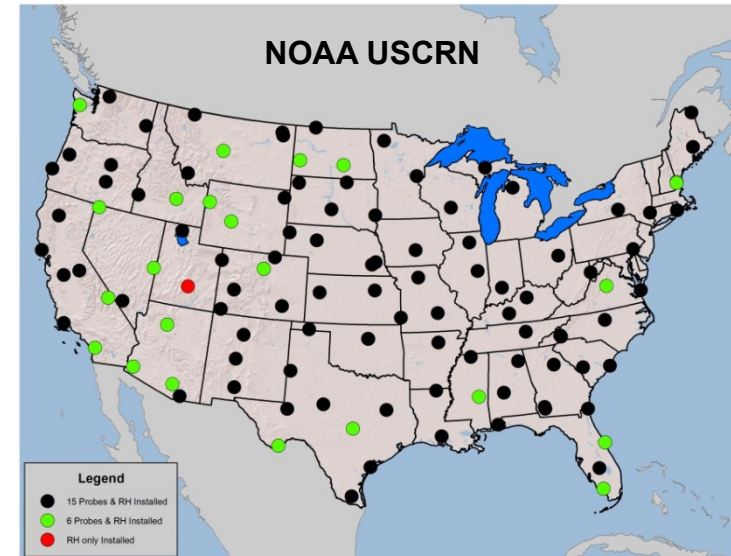 NOAA USCRN
Legend
15 Probes & RH Installed
6 Probes & RH Installed
RH only Installed